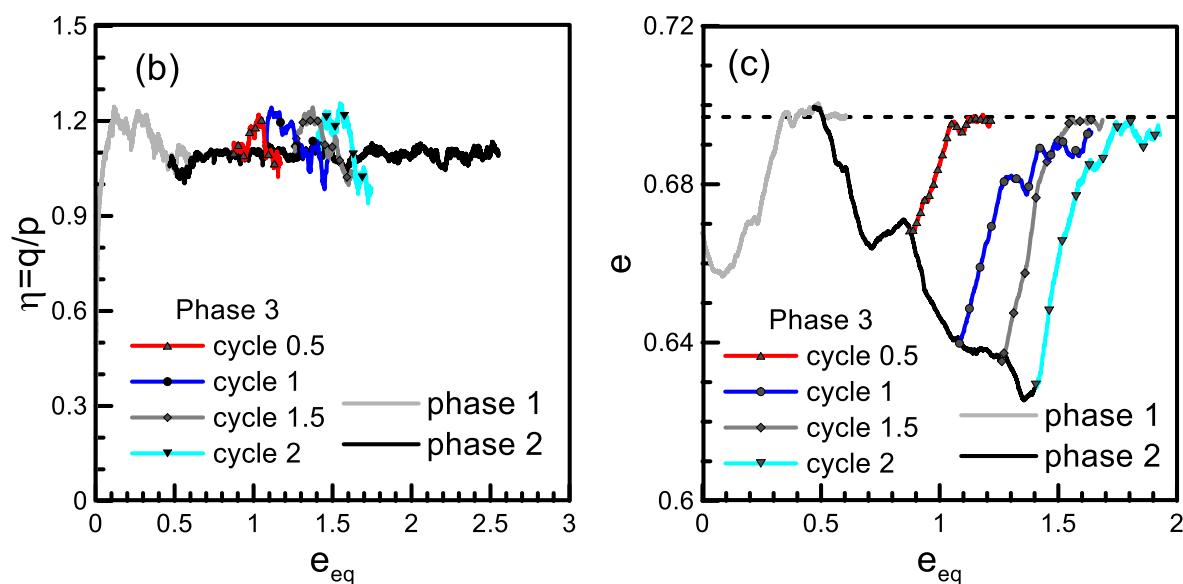 (b)
η=q/p
1.5
1.2
0.9
0.6
0.3
0
Phase 3
cycle 0.5
cycle 1
cycle 1.5
cycle 2
phase 1
phase 2
0 0.5 1 1.5 2 2.5 3
e_eq
(c)
e
0.72
0.68
0.64
0.6
Phase 3
cycle 0.5
cycle 1
cycle 1.5
cycle 2
phase 1
phase 2
0 0.5 1 1.5 2
e_eq